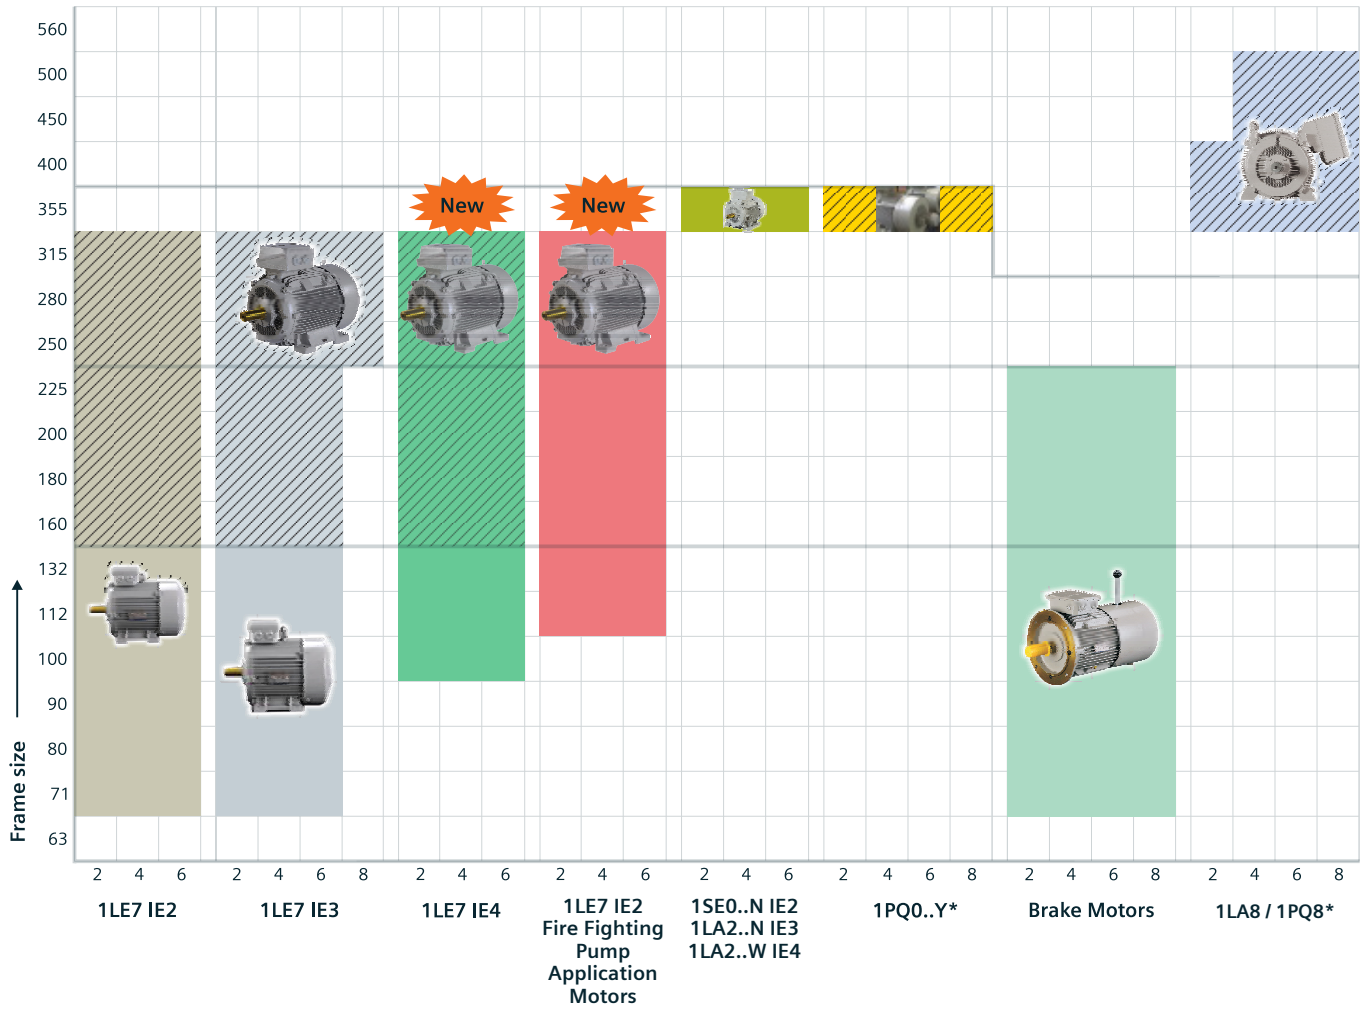 560
500
450
400
355
315
280
250
225
200
180
160
132
112
100
90
80
71
63
Frame size
New
New
2 4 6
2 4 6 8
2 4 6
2 4 6
2 4 6
2 4 6 8
2 4 6 8
2 4 6 8
1LE7 IE2
1LE7 IE3
1LE7 IE4
1LE7 IE2
Fire Fighting
Pump
Application
Motors
1SE0..N IE2
1LA2..N IE3
1LA2..W IE4
1PQ0..Y*
Brake Motors
1LA8 / 1PQ8*